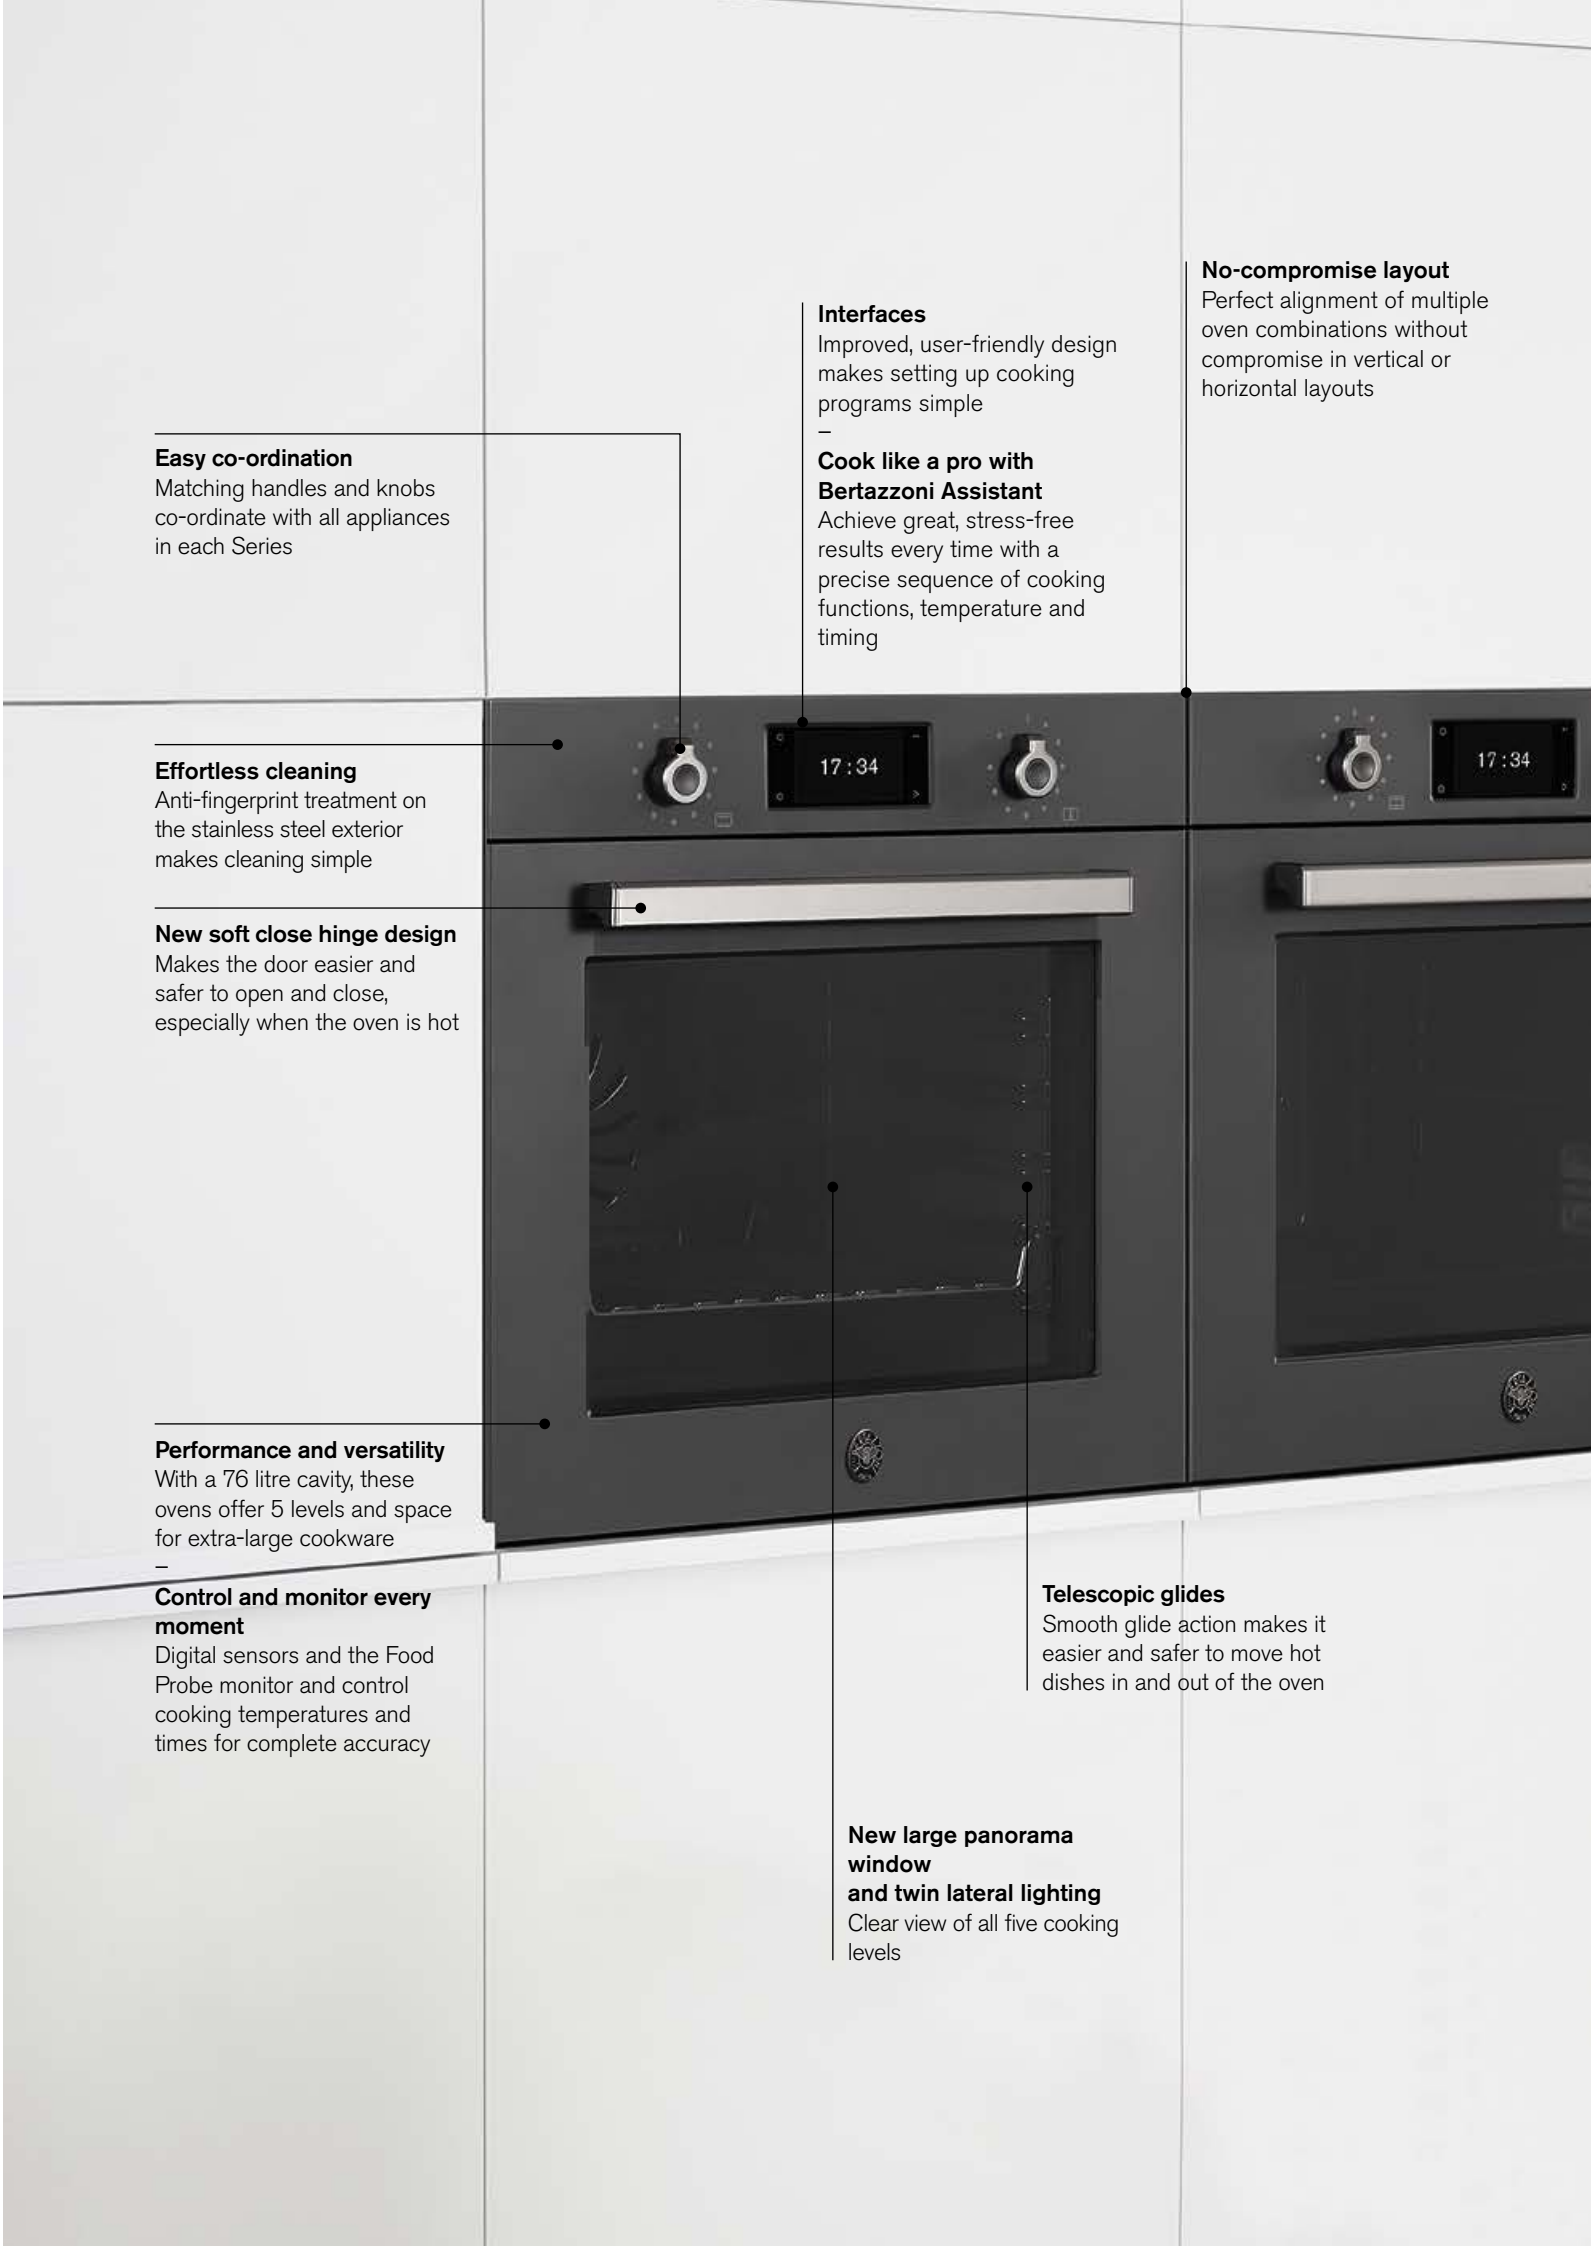 No-compromise layout
Perfect alignment of multiple
oven combinations without
compromise in vertical or
horizontal layouts
Interfaces
Improved, user-friendly design
makes setting up cooking
programs simple
–
Cook like a pro with
Bertazzoni Assistant
Achieve great, stress-free
results every time with a
precise sequence of cooking
functions, temperature and
timing
Easy co-ordination
Matching handles and knobs
co-ordinate with all appliances
in each Series
17:34
17:34
Effortless cleaning
Anti-fingerprint treatment on
the stainless steel exterior
makes cleaning simple
New soft close hinge design
Makes the door easier and
safer to open and close,
especially when the oven is hot
Performance and versatility
With a 76 litre cavity, these
ovens offer 5 levels and space
for extra-large cookware
–
Control and monitor every
moment
Digital sensors and the Food
Probe monitor and control
cooking temperatures and
times for complete accuracy
Telescopic glides
Smooth glide action makes it
easier and safer to move hot
dishes in and out of the oven
New large panorama
window
and twin lateral lighting
Clear view of all five cooking
levels